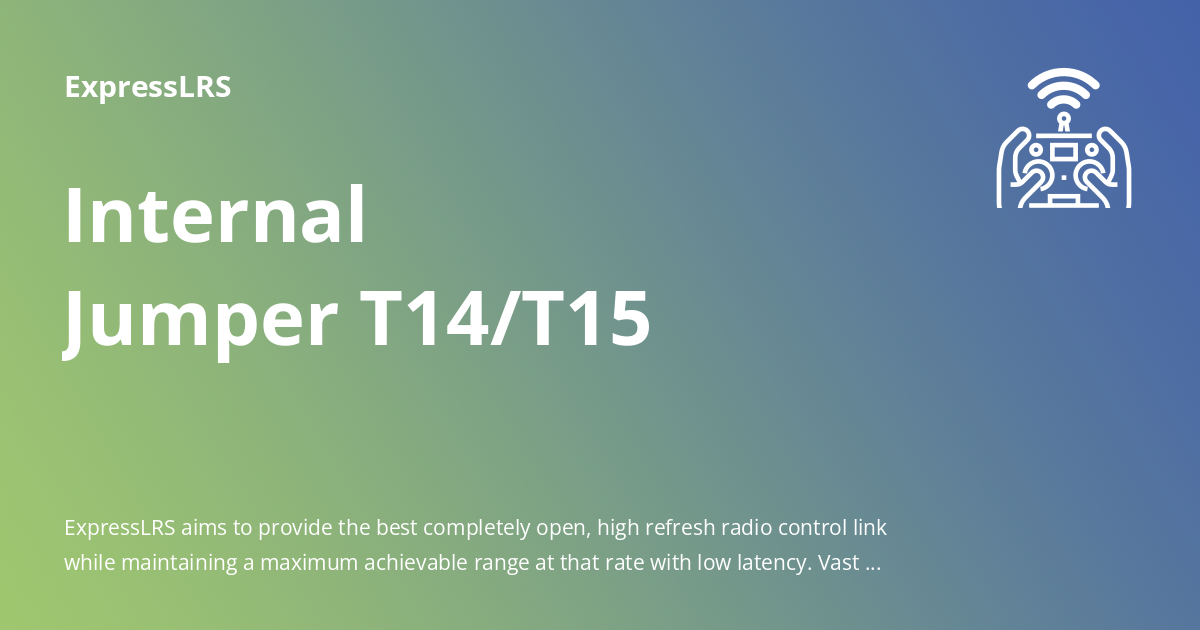 ExpressLRS
Internal
Jumper T14/T15
ExpressLRS aims to provide the best completely open, high refresh radio control link
while maintaining a maximum achievable range at that rate with low latency. Vast ...